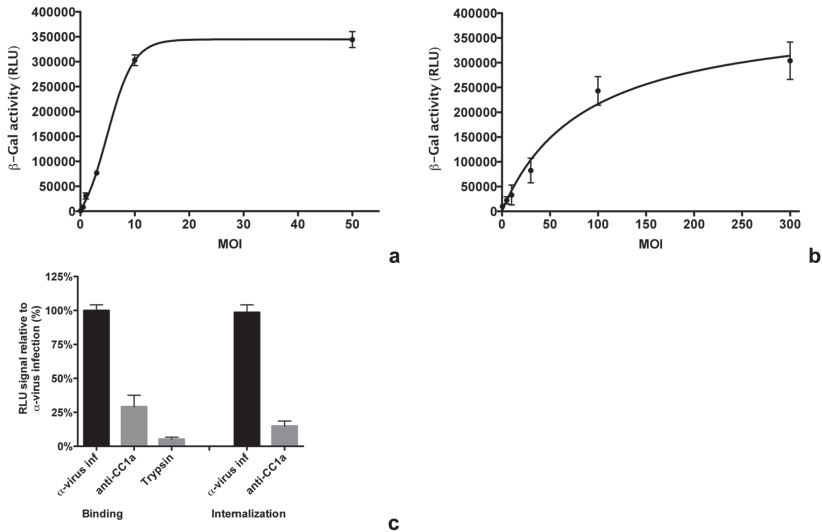 400000
350000
300000
250000
200000
150000
100000
50000
0
β-Gal activity (RLU)
0 10 20 30 40 50
MOI
a
400000
350000
300000
250000
200000
150000
100000
50000
0
β-Gal activity (RLU)
0 50 100 150 200 250 300
MOI
b
125%
100%
75%
50%
25%
0%
RLU signal relative to
α-virus infection (%)
α-virus inf
anti-CC1a
Trypsin
α-virus inf
anti-CC1a
Binding
Internalization
c